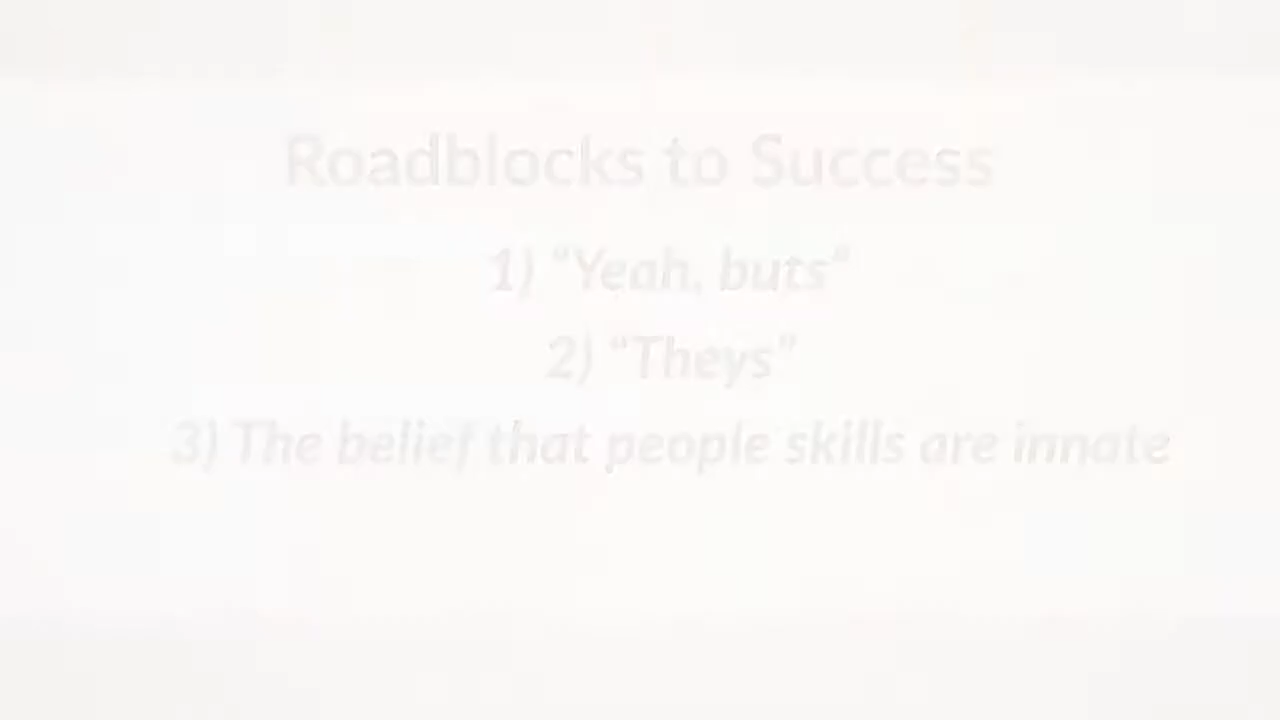 Roadblocks to Success
1) “Yeah, buts”
2) “Theys”
3) The belief that people skills are innate